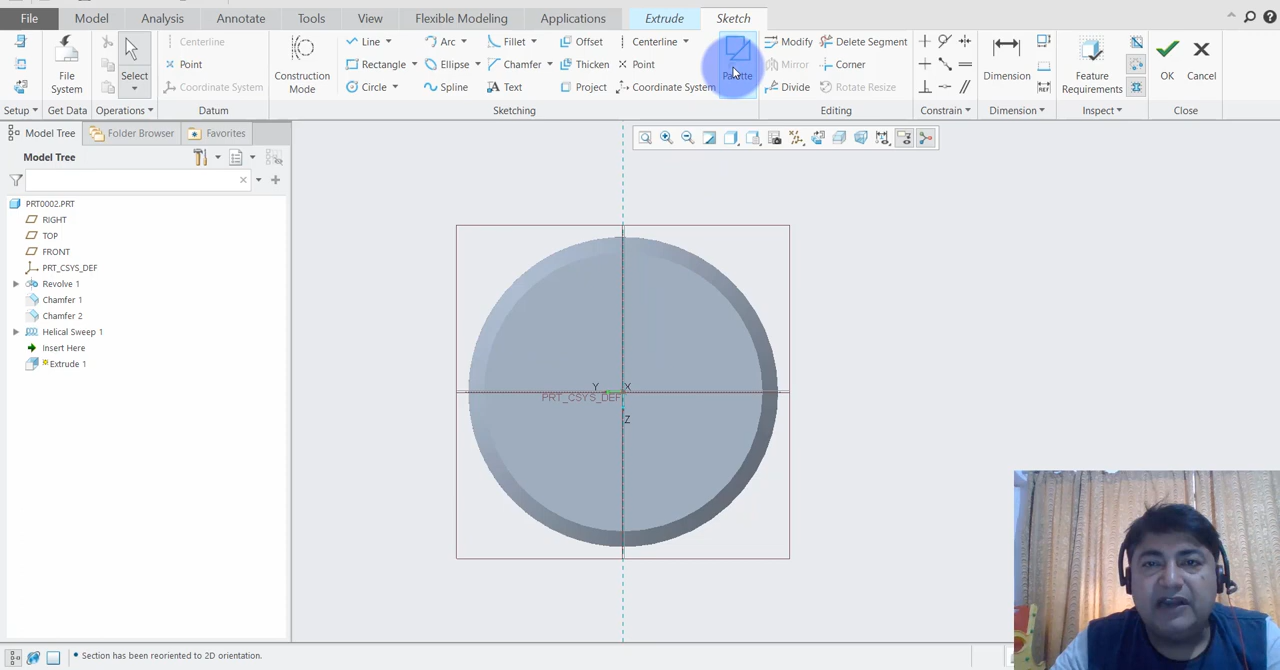 File Model Analysis Annotate Tools View Flexible Modeling Applications Extrude Sketch
Centerline Line Arc Fillet Offset Centerline Modify Delete Segment
File System Select Point Construction Mode Rectangle Ellipse Chamfer Thicken Point Palette Mirror Corner Dimension Feature Requirements OK Cancel
Coordinate System Circle Spline Text Project Coordinate System Divide Rotate Resize
Setup Get Data Operations Datum Sketching Editing Constrain Dimension Inspect Close
Model Tree Folder Browser Favorites
Model Tree
PRT0002.PRT
RIGHT
TOP
FRONT
PRT_CSYS_DEF
Revolve 1
Chamfer 1
Chamfer 2
Helical Sweep 1
Insert Here
Extrude 1
Y X
PRT_CSYS_DEF
Z
Section has been reoriented to 2D orientation.